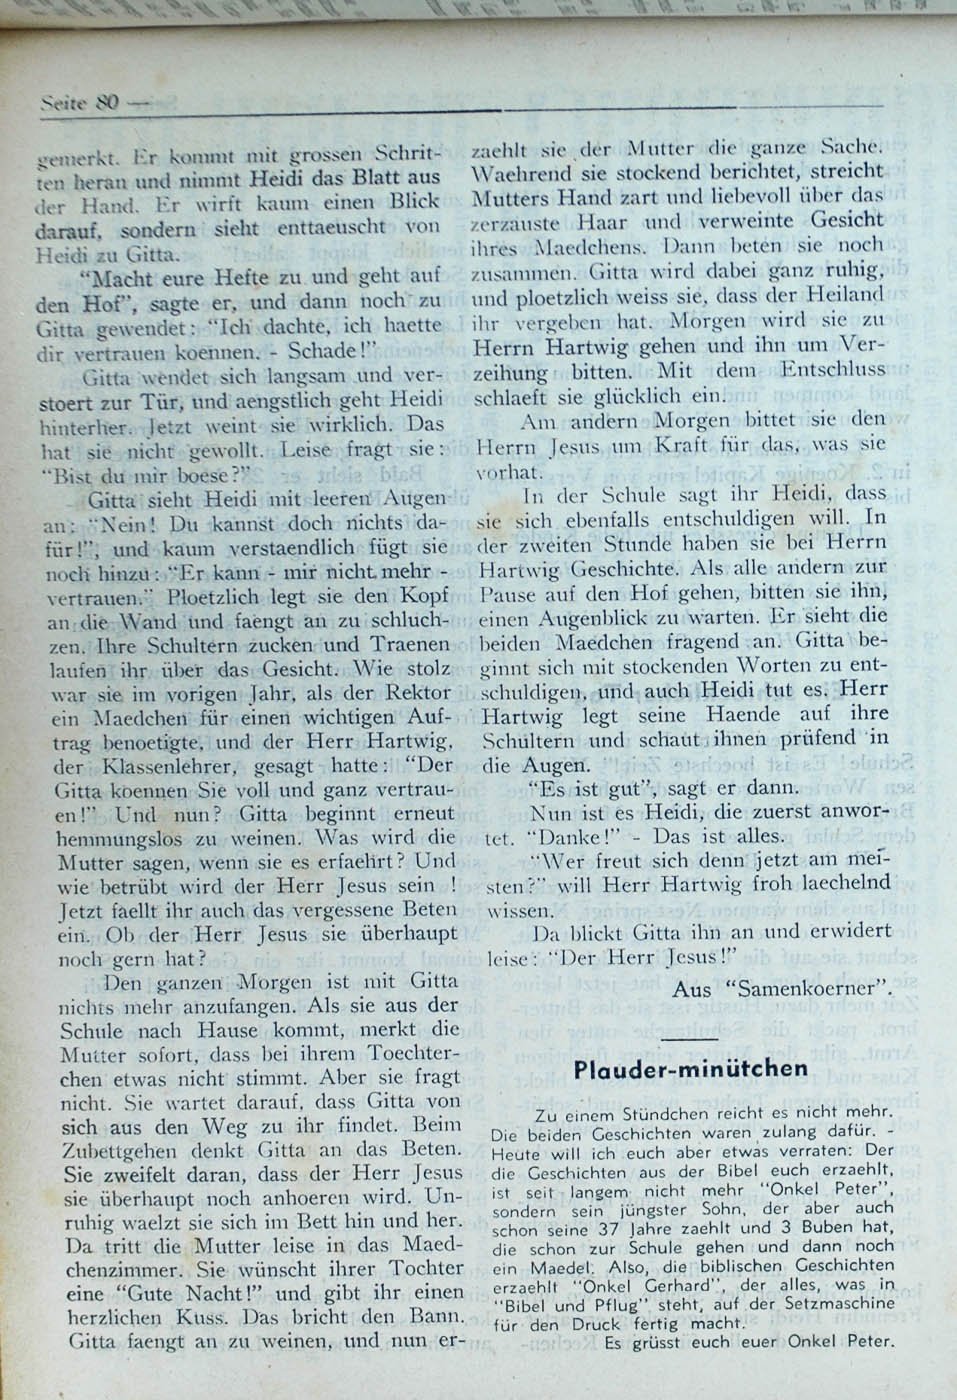 Seite 80 —
gemerkt. Er kommt mit grossen Schrit-
ten heran und nimmt Heidi das Blatt aus
der Hand. Er wirft kaum einen Blick
darauf, sondern sieht enttaeuscht von
Heidi zu Gitta.
“Macht eure Hefte zu und geht auf
den Hof”, sagte er, und dann noch zu
Gitta gewendet: “Ich dachte, ich haette
dir vertrauen koennen. - Schade!”
Gitta wendet sich langsam und ver-
stoert zur Tür, und aengstlich geht Heidi
hinterher. Jetzt weint sie wirklich. Das
hat sie nicht gewollt. Leise fragt sie:
“Bist du mir boese?”
Gitta sieht Heidi mit leeren Augen
an: “Nein! Du kannst doch nichts da-
für!”, und kaum verstaendlich fügt sie
noch hinzu: “Er kann - mir nicht mehr -
vertrauen.” Ploetzlich legt sie den Kopf
an die Wand und faengt an zu schluch-
zen. Ihre Schultern zucken und Traenen
laufen ihr über das Gesicht. Wie stolz
war sie im vorigen Jahr, als der Rektor
ein Maedchen für einen wichtigen Auf-
trag benoetigte, und der Herr Hartwig,
der Klassenlehrer, gesagt hatte: “Der
Gitta koennen Sie voll und ganz vertrau-
en!” Und nun? Gitta beginnt erneut
hemmungslos zu weinen. Was wird die
Mutter sagen, wenn sie es erfaehrt? Und
wie betrübt wird der Herr Jesus sein !
Jetzt faellt ihr auch das vergessene Beten
ein. Ob der Herr Jesus sie überhaupt
noch gern hat?
Den ganzen Morgen ist mit Gitta
nichts mehr anzufangen. Als sie aus der
Schule nach Hause kommt, merkt die
Mutter sofort, dass bei ihrem Toechter-
chen etwas nicht stimmt. Aber sie fragt
nicht. Sie wartet darauf, dass Gitta von
sich aus den Weg zu ihr findet. Beim
Zubettgehen denkt Gitta an das Beten.
Sie zweifelt daran, dass der Herr Jesus
sie überhaupt noch anhoeren wird. Un-
ruhig waelzt sie sich im Bett hin und her.
Da tritt die Mutter leise in das Maed-
chenzimmer. Sie wünscht ihrer Tochter
eine “Gute Nacht!” und gibt ihr einen
herzlichen Kuss. Das bricht den Bann.
Gitta faengt an zu weinen, und nun er-
zaehlt sie der Mutter die ganze Sache.
Waehrend sie stockend berichtet, streicht
Mutters Hand zart und liebevoll über das
zerzauste Haar und verweinte Gesicht
ihres Maedchens. Dann beten sie noch
zusammen. Gitta wird dabei ganz ruhig,
und ploetzlich weiss sie, dass der Heiland
ihr vergeben hat. Morgen wird sie zu
Herrn Hartwig gehen und ihn um Ver-
zeihung bitten. Mit dem Entschluss
schlaeft sie glücklich ein.
Am andern Morgen bittet sie den
Herrn Jesus um Kraft für das, was sie
vorhat.
In der Schule sagt ihr Heidi, dass
sie sich ebenfalls entschuldigen will. In
der zweiten Stunde haben sie bei Herrn
Hartwig Geschichte. Als alle andern zur
Pause auf den Hof gehen, bitten sie ihn,
einen Augenblick zu warten. Er sieht die
beiden Maedchen fragend an. Gitta be-
ginnt sich mit stockenden Worten zu ent-
schuldigen, und auch Heidi tut es. Herr
Hartwig legt seine Haende auf ihre
Schultern und schaut ihnen prüfend in
die Augen.
“Es ist gut”, sagt er dann.
Nun ist es Heidi, die zuerst anwor-
tet. “Danke!” - Das ist alles.
“Wer freut sich denn jetzt am mei-
sten?” will Herr Hartwig froh laechelnd
wissen.
Da blickt Gitta ihn an und erwidert
leise: “Der Herr Jesus!”
Aus “Samenkoerner”.
Plauder-minütchen
Zu einem Stündchen reicht es nicht mehr.
Die beiden Geschichten waren zulang dafür. -
Heute will ich euch aber etwas verraten: Der
die Geschichten aus der Bibel euch erzaehlt,
ist seit langem nicht mehr “Onkel Peter”,
sondern sein jüngster Sohn, der aber auch
schon seine 37 Jahre zaehlt und 3 Buben hat,
die schon zur Schule gehen und dann noch
ein Maedel. Also, die biblischen Geschichten
erzaehlt “Onkel Gerhard”, der alles, was in
“Bibel und Pflug” steht, auf der Setzmaschine
für den Druck fertig macht.
Es grüsst euch euer Onkel Peter.